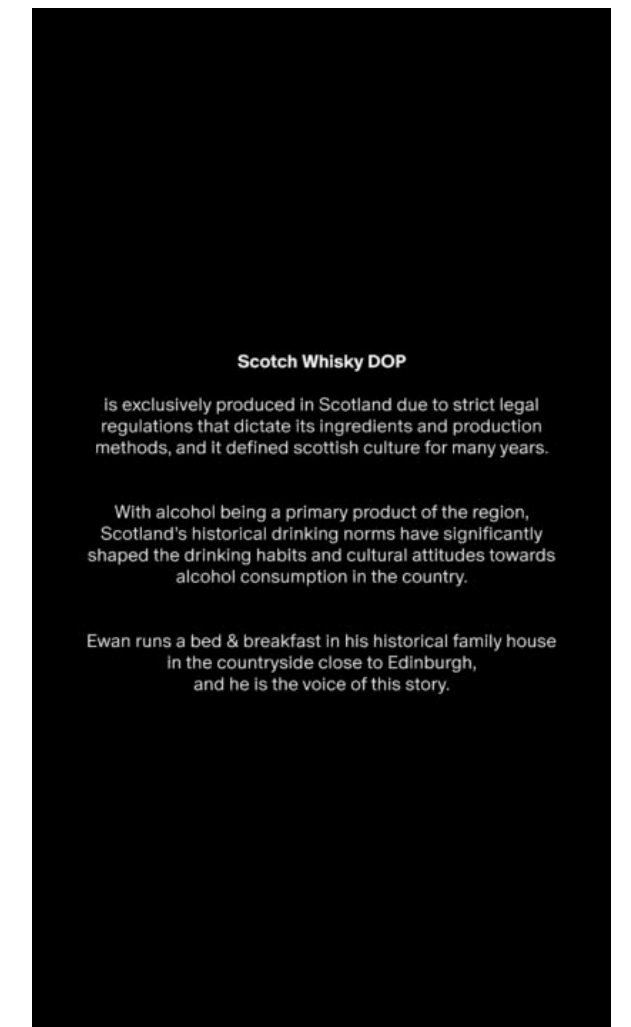 Scotch Whisky DOP
is exclusively produced in Scotland due to strict legal
regulations that dictate its ingredients and production
methods, and it defined scottish culture for many years.
With alcohol being a primary product of the region,
Scotland's historical drinking norms have significantly
shaped the drinking habits and cultural attitudes towards
alcohol consumption in the country.
Ewan runs a bed & breakfast in his historical family house
in the countryside close to Edinburgh,
and he is the voice of this story.